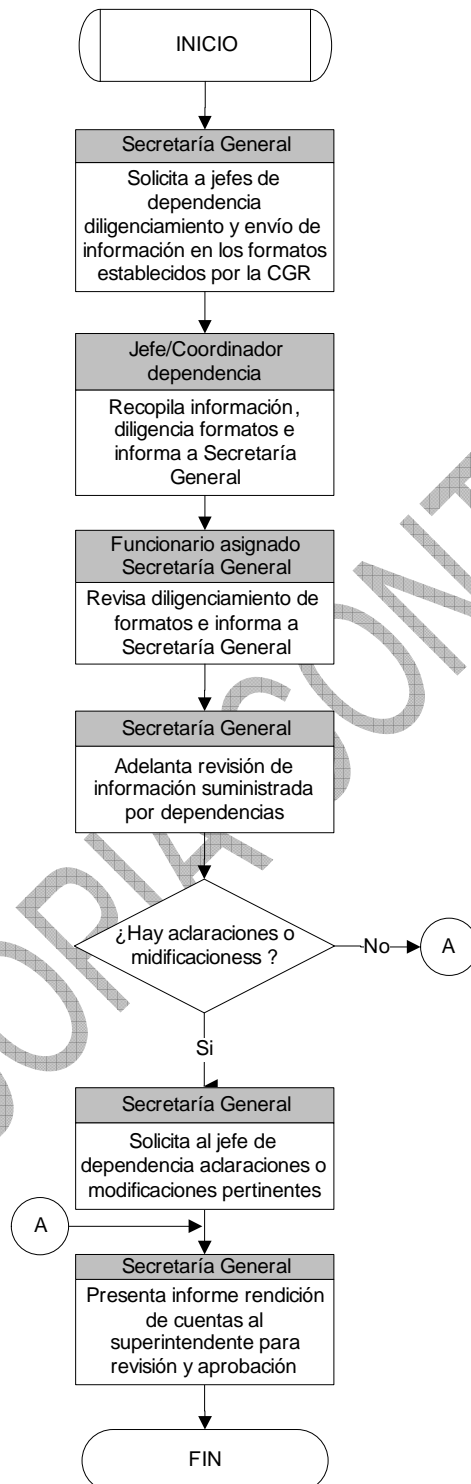 INICIO
Secretaría General
Solicita a jefes de
dependencia
diligenciamiento y envío de
información en los formatos
establecidos por la CGR
Jefe/Coordinador
dependencia
Recopila información,
diligencia formatos e
informa a Secretaría
General
Funcionario asignado
Secretaría General
Revisa diligenciamiento de
formatos e informa a
Secretaría General
Secretaría General
Adelanta revisión de
información suministrada
por dependencias
¿Hay aclaraciones o
midificacioness ?
No
A
Si
Secretaría General
Solicita al jefe de
dependencia aclaraciones o
modificaciones pertinentes
A
Secretaría General
Presenta informe rendición
de cuentas al
superintendente para
revisión y aprobación
FIN